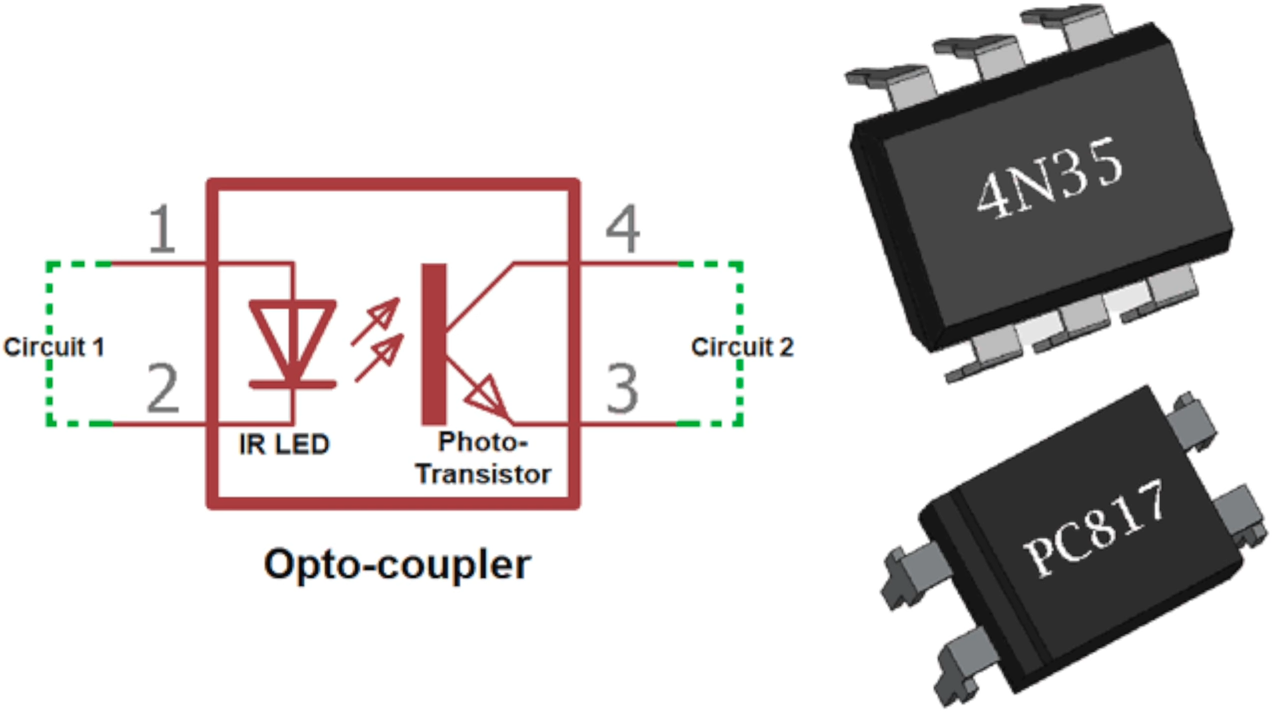 4N35
1
4
Circuit 1
Circuit 2
2
3
IR LED
Photo-
Transistor
PC817
Opto-coupler